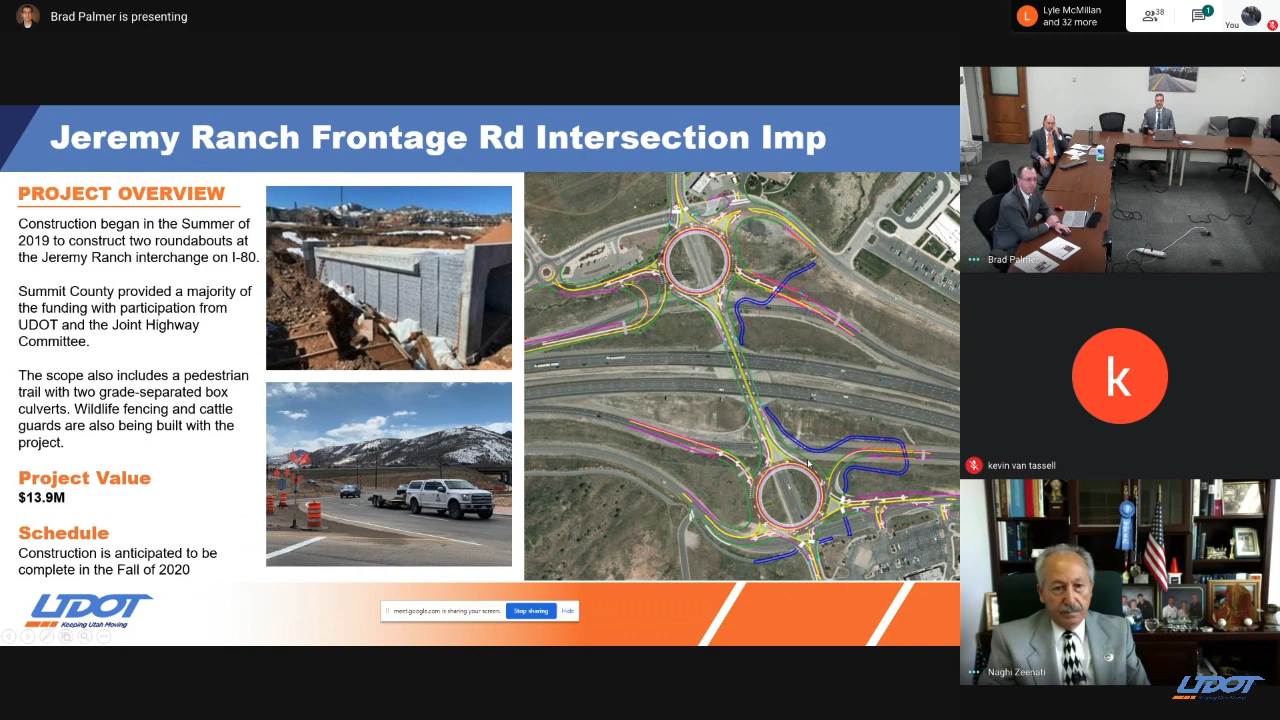 Brad Palmer is presenting
Lyle McMillan
and 32 more
38
1
You
Jeremy Ranch Frontage Rd Intersection Imp
PROJECT OVERVIEW
Construction began in the Summer of
2019 to construct two roundabouts at
the Jeremy Ranch interchange on I-80.
Summit County provided a majority of
the funding with participation from
UDOT and the Joint Highway
Committee.
The scope also includes a pedestrian
trail with two grade-separated box
culverts. Wildlife fencing and cattle
guards are also being built with the
project.
Project Value
$13.9M
Schedule
Construction is anticipated to be
complete in the Fall of 2020
UDOT
Keeping Utah Moving
meet.google.com is sharing your screen.
Stop sharing
Hide
Brad Palmer
k
kevin van tassell
Naghi Zeenati
UDOT